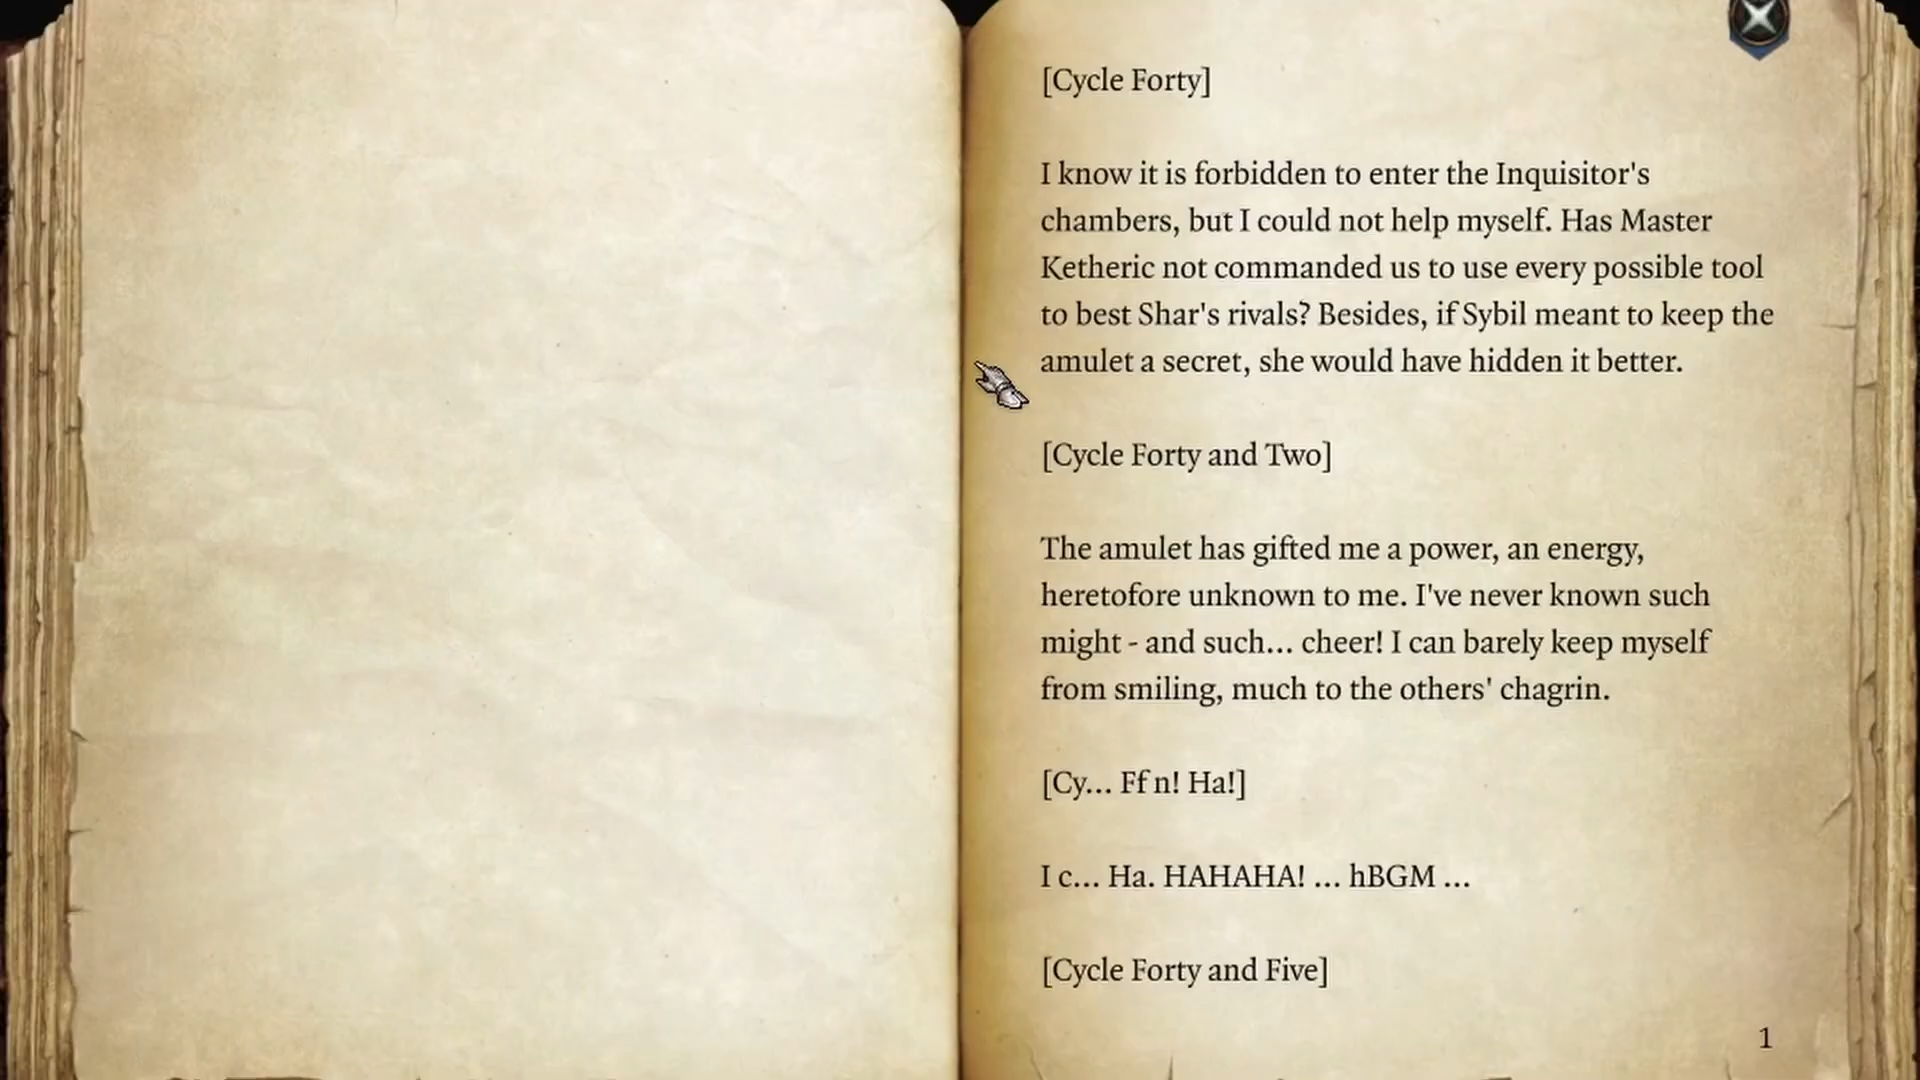 [Cycle Forty]
I know it is forbidden to enter the Inquisitor's
chambers, but I could not help myself. Has Master
Ketheric not commanded us to use every possible tool
to best Shar's rivals? Besides, if Sybil meant to keep the
amulet a secret, she would have hidden it better.
[Cycle Forty and Two]
The amulet has gifted me a power, an energy,
heretofore unknown to me. I've never known such
might - and such... cheer! I can barely keep myself
from smiling, much to the others' chagrin.
[Cy... Ff n! Ha!]
I c... Ha. HAHAHA! ... hBGM ...
[Cycle Forty and Five]
1